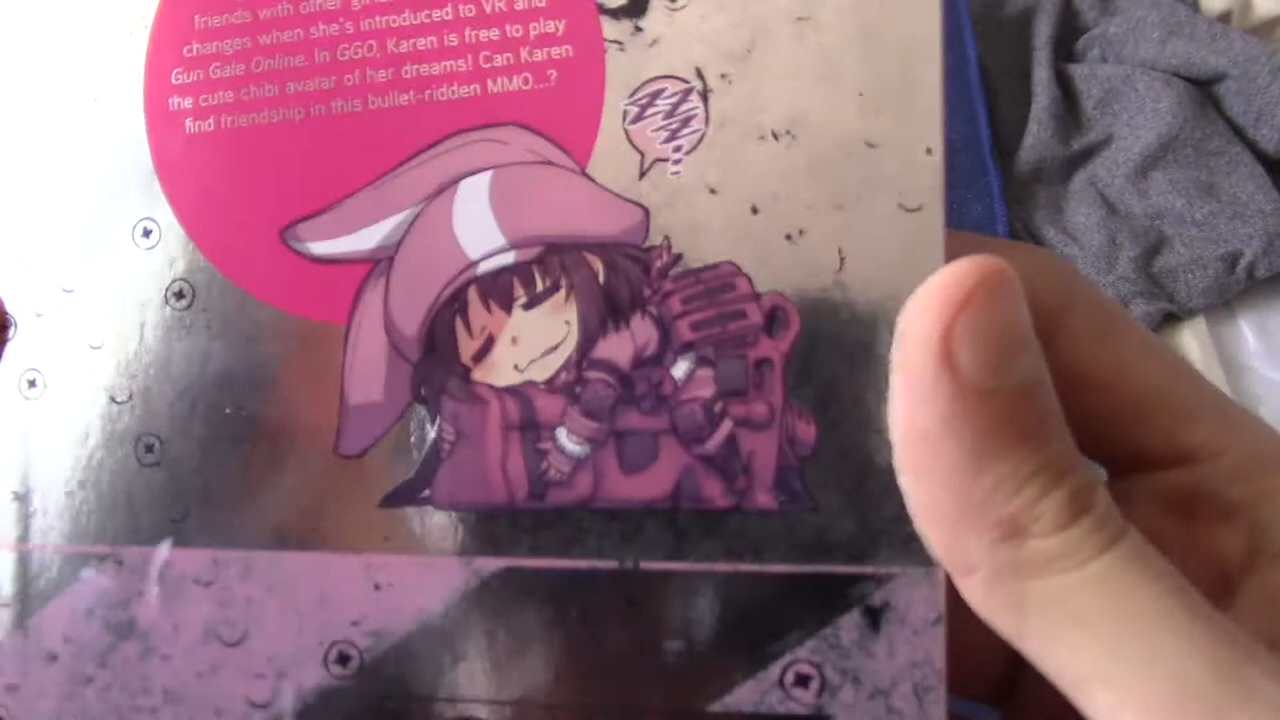 friends with other
changes when she's introduced to VR and
Gun Gale Online. In GGO, Karen is free to play
the cute chibi avatar of her dreams! Can Karen
find friendship in this bullet-ridden MMO...?
ZZZ